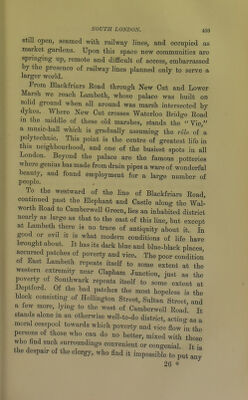 SOUTH LONDON. 403
still open, seamed with railway lines, and occupied as
market gardens. Upon this space new communities are
springing up, remote and difficult of access, embarrassed
by the presence of railway lines planned only to serve a
larger world.
From Blackfriars Road through New Cut and Lower
Marsh we reach Lambeth, whose palace was built on
solid ground when all around was marsh intersected by
dykes. Where New Cut crosses Waterloo Bridge Road
in the middle of these old marshes, stands the “Vic,”
a music-hall which is gradually assuming the rôle of a
polytechnic. This point is the centre of greatest life in
this neighbourhood, and one of the busiest spots in all
London. Beyond the palace are the famous potteries
where genius has made from drain pipes a ware of wonderful
beauty, and found employment for a large number of
people.
To the westward of the line of Blackfriars Road,
continued past the Elephant and Castle along the Wal-
worth Road to Camberwell Green, lies an inhabited district
nearly as large as that to the east of this line, but except
at Lambeth there is no trace of antiquity about it. In
good or evil it is what modern conditions of life have
brought about. It has its dark blue and blue-black places,
accursed patches of poverty and vice. The poor condition
of East Lambeth repeats itself to some extent at the
western extremity near Clapham Junction, just as the
poverty of Southwark repeats itself to some extent at
Deptford. Of the bad patches the most hopeless is the
block consisting of Hollington Street, Sultan Street, and
a few more, lying to the west of Camberwell Road. It
stands alone in an otherwise well-to-do district, acting as a
moral cesspool towards which poverty and vice flow in the
persons of those who can do no better, mixed with those
who find such surroundings convenient or congenial. It is
the despair of the clergy, who find it impossible to put any
26 *